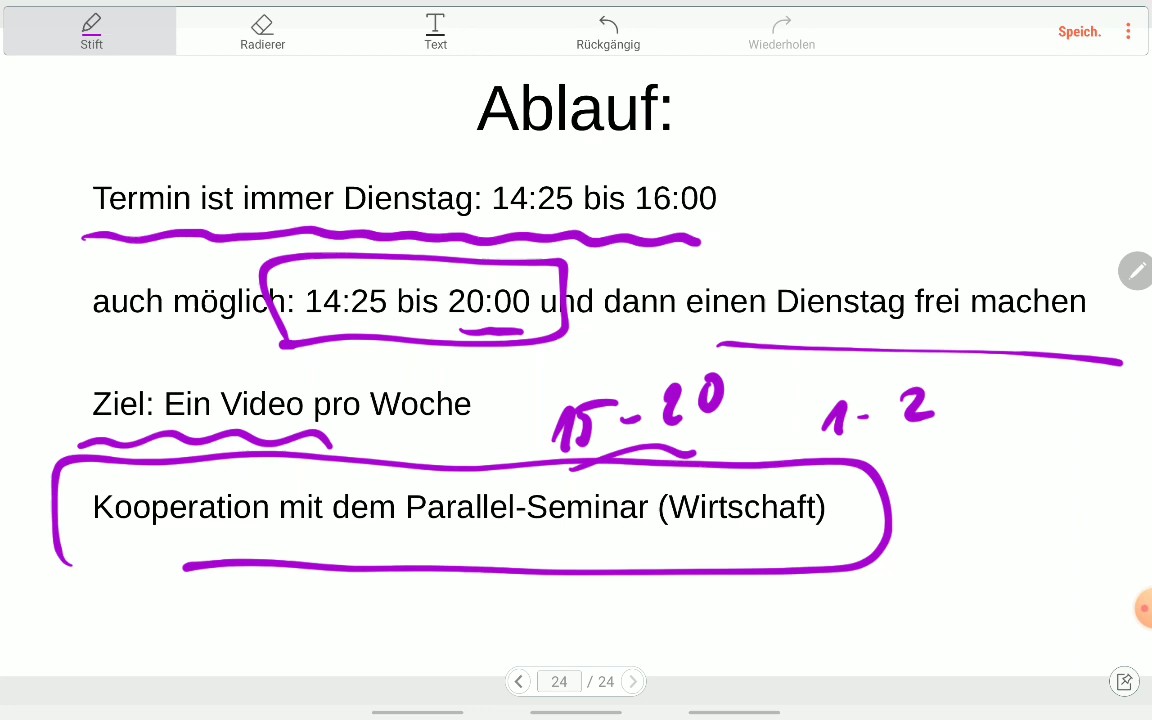 Stift Radierer Text Rückgängig Wiederholen Speich.
Ablauf:
Termin ist immer Dienstag: 14:25 bis 16:00
auch möglich: 14:25 bis 20:00 und dann einen Dienstag frei machen
Ziel: Ein Video pro Woche
15 - 20 1 - 2
Kooperation mit dem Parallel-Seminar (Wirtschaft)
24 / 24